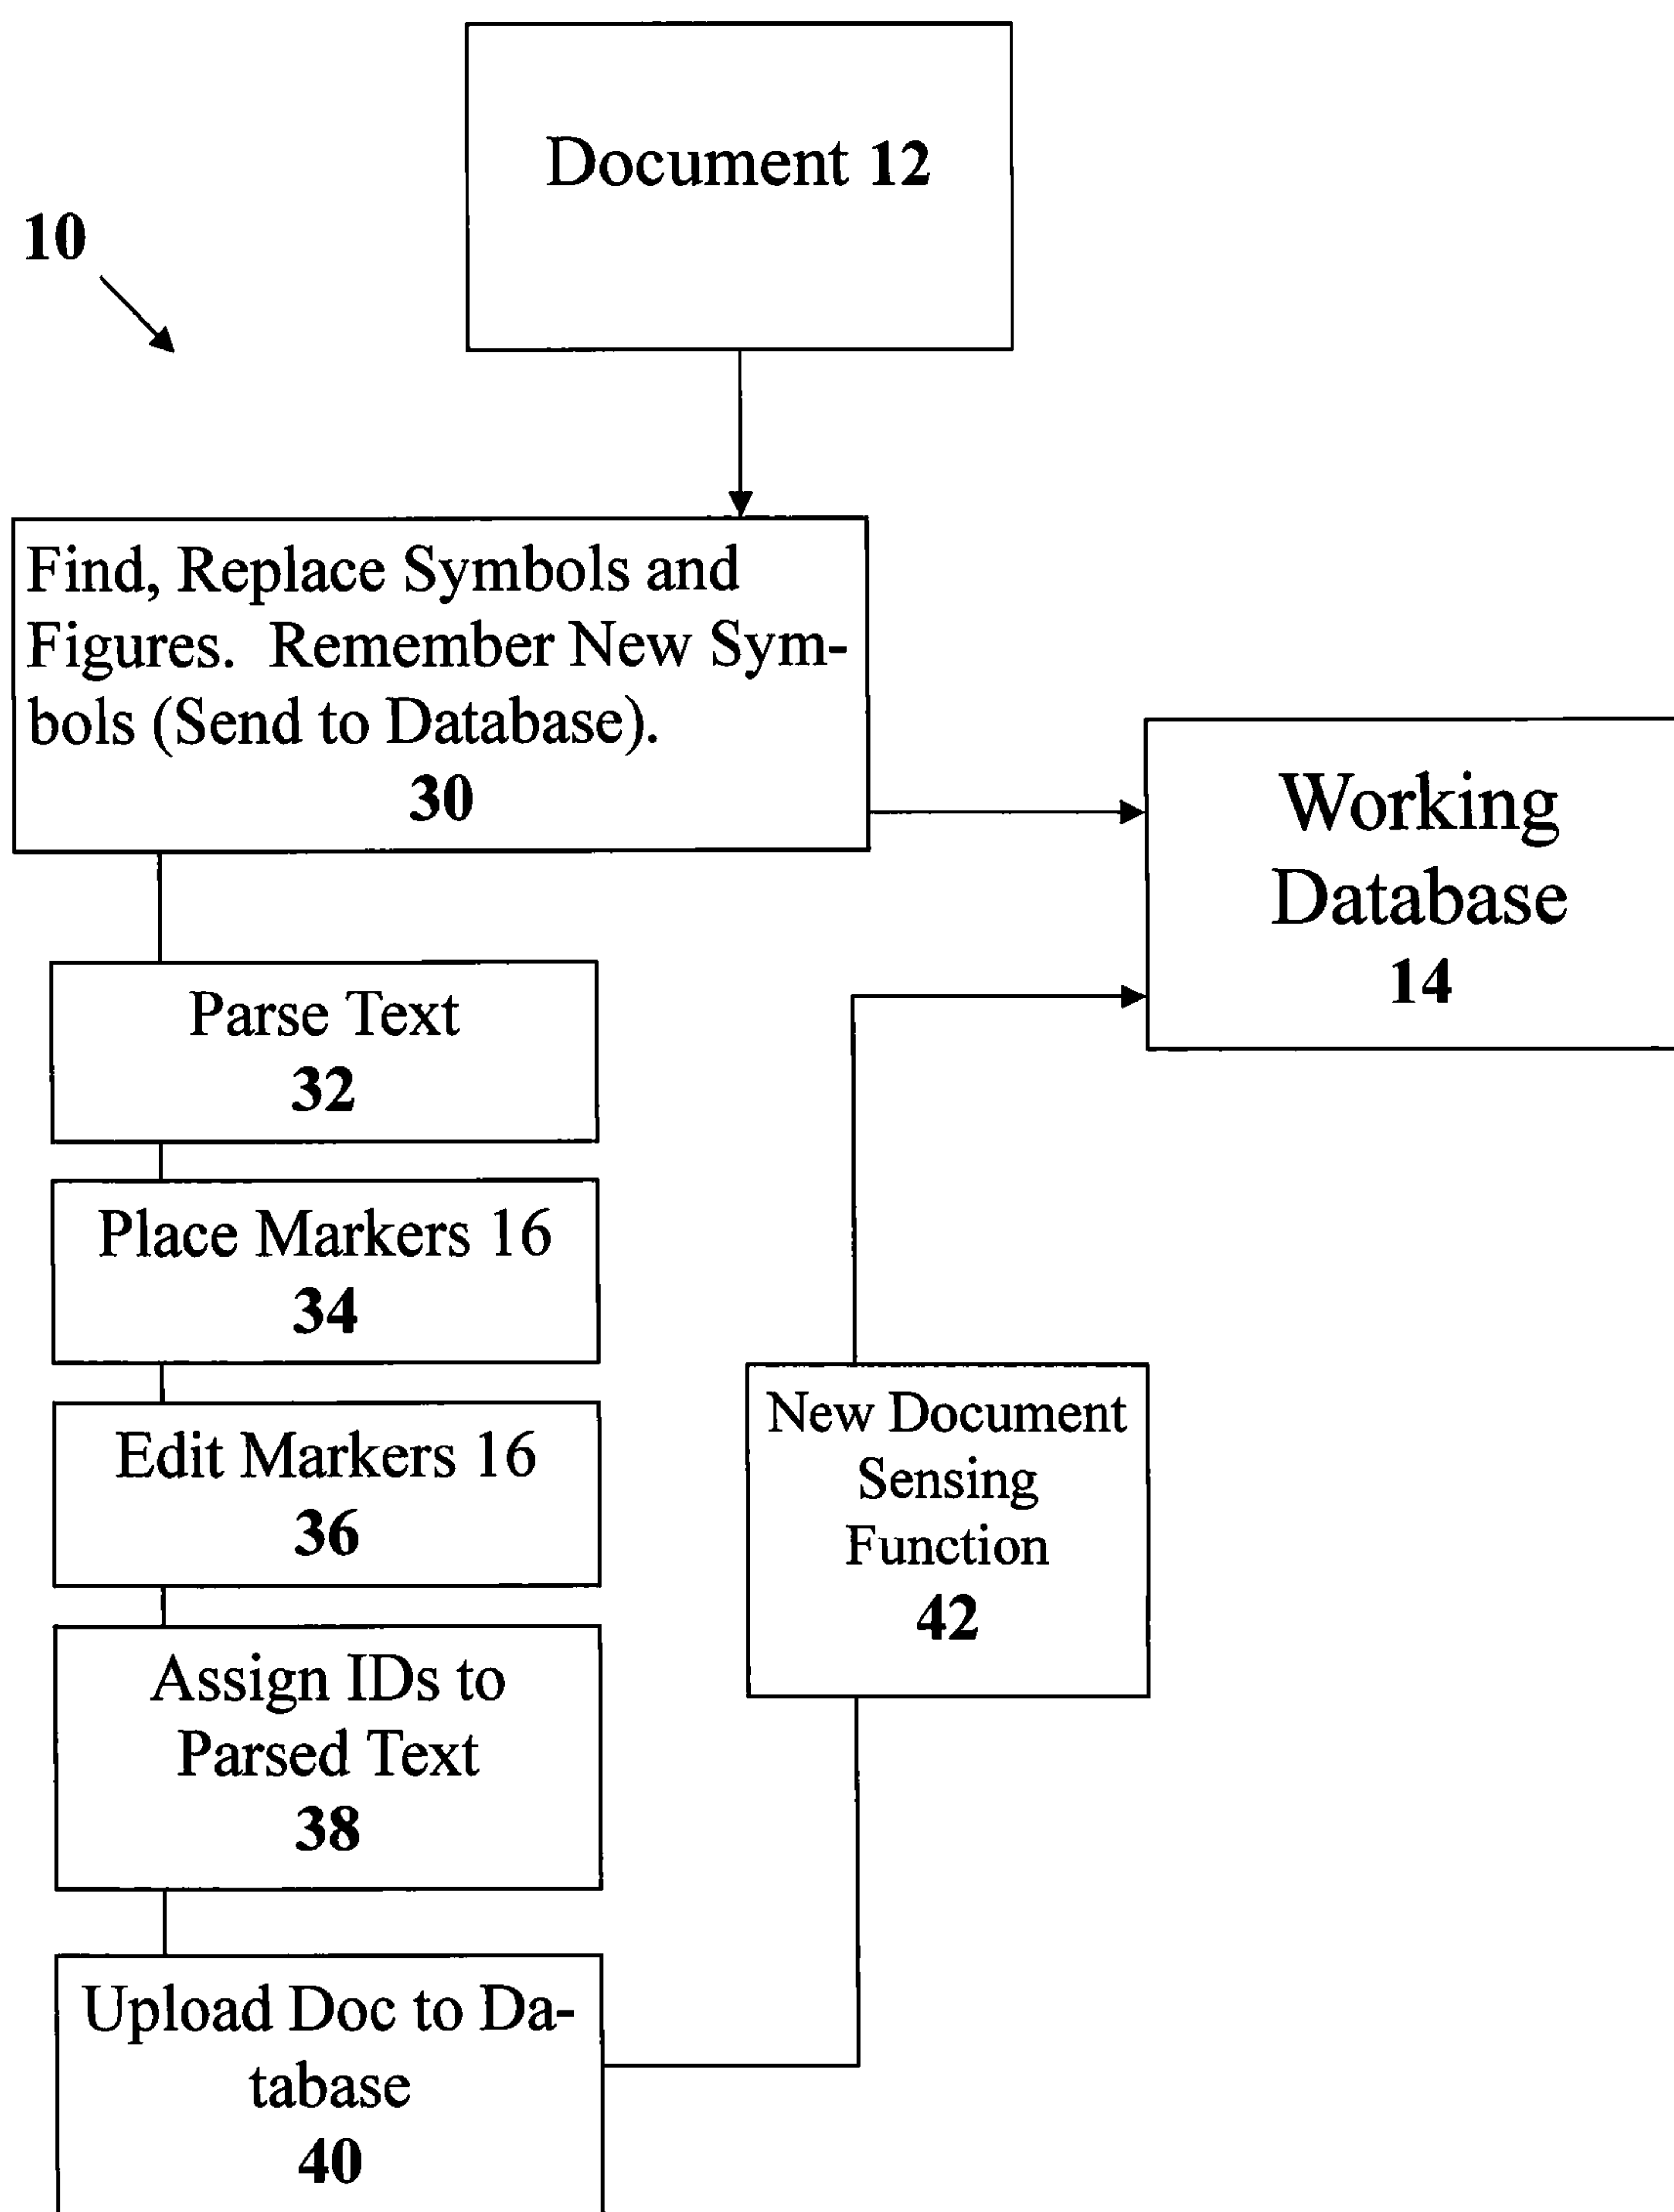 Document 12
10
Find, Replace Symbols and
Figures.  Remember New Sym-
bols (Send to Database).
30
Working
Database
14
Parse Text
32
Place Markers 16
34
Edit Markers 16
36
New Document
Sensing
Function
42
Assign IDs to
Parsed Text
38
Upload Doc to Da-
tabase
40